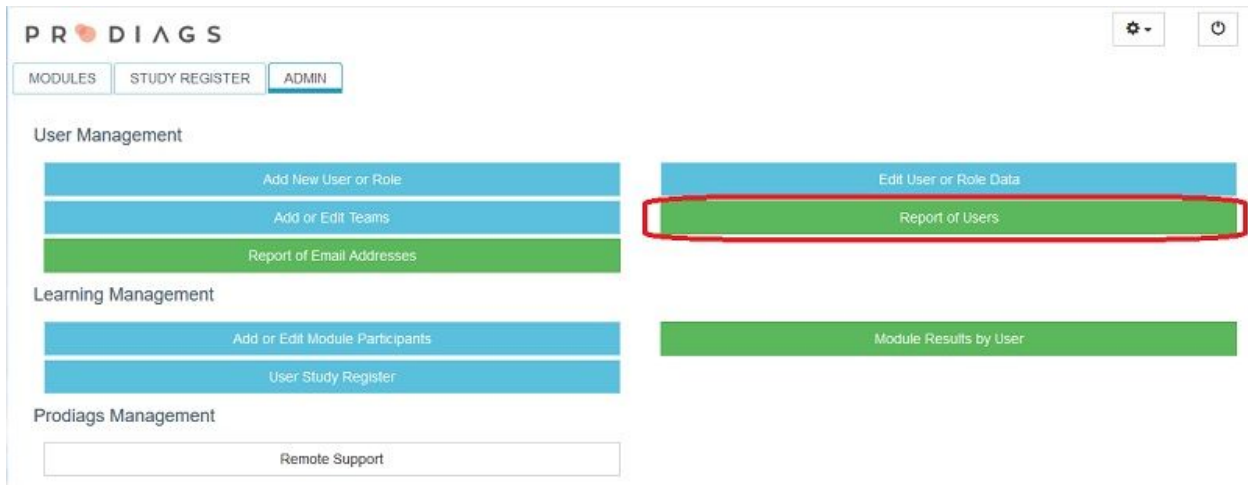 PRODIAGS
MODULES STUDY REGISTER ADMIN
User Management
Add New User or Role Edit User or Role Data
Add or Edit Teams Report of Users
Report of Email Addresses
Learning Management
Add or Edit Module Participants Module Results by User
User Study Register
Prodiags Management
Remote Support